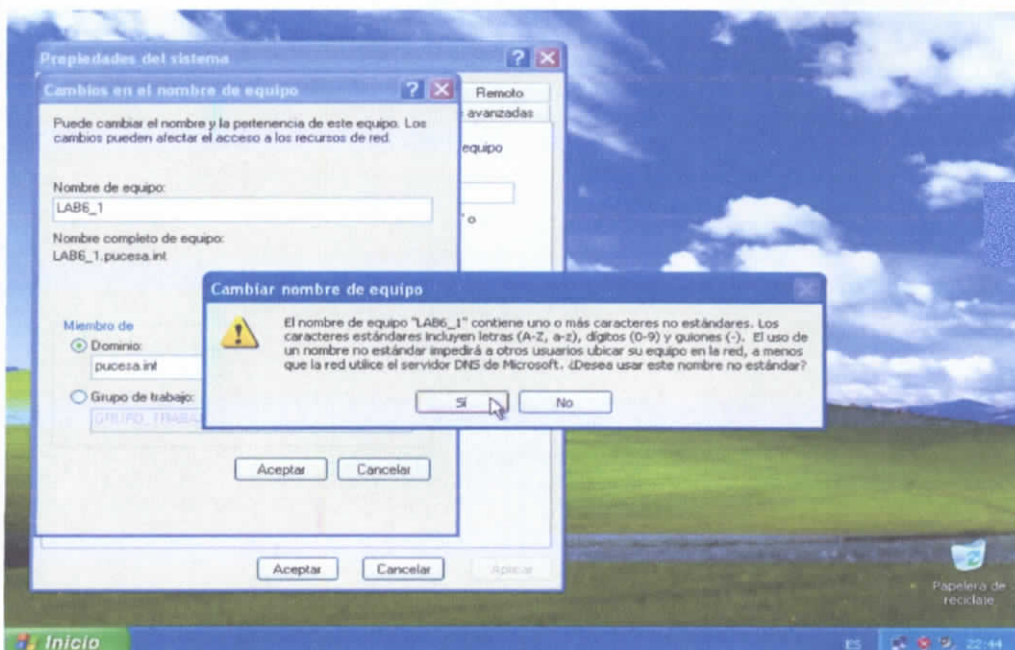 Propiedades del sistema
Cambios en el nombre de equipo
Remoto
avanzadas
Puede cambiar el nombre y la pertenencia de este equipo. Los
cambios pueden afectar el acceso a los recursos de red.
equipo
Nombre de equipo:
LAB6_1
" o
Nombre completo de equipo:
LAB6_1.pucesa.int
Cambiar nombre de equipo
El nombre de equipo "LAB6_1" contiene uno o más caracteres no estándares. Los
caracteres estándares incluyen letras (A-Z, a-z), dígitos (0-9) y guiones (-). El uso de
un nombre no estándar impedirá a otros usuarios ubicar su equipo en la red, a menos
que la red utilice el servidor DNS de Microsoft. ¿Desea usar este nombre no estándar?
Sí
No
Miembro de
Dominio:
pucesa.int
Grupo de trabajo:
GRUPO_TRABA
Aceptar
Cancelar
Aceptar
Cancelar
Aplicar
Papelera de
reciclaje
Inicio
ES
22:44